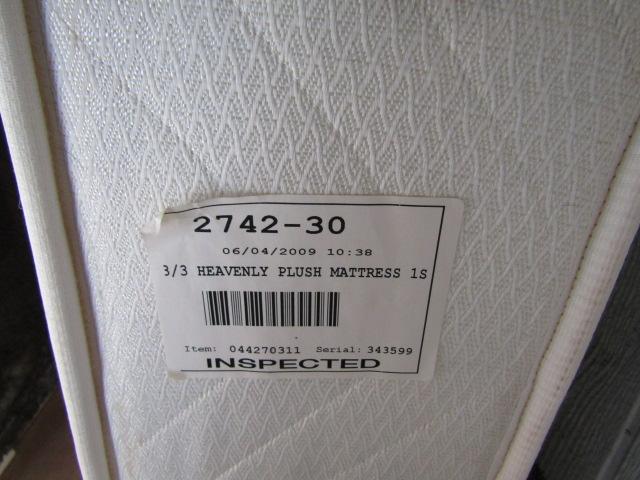 2742-30
06/04/2009 10:38
3/3 HEAVENLY PLUSH MATTRESS 1s
Item: 044270311 Serial: 343599
INSPECTED